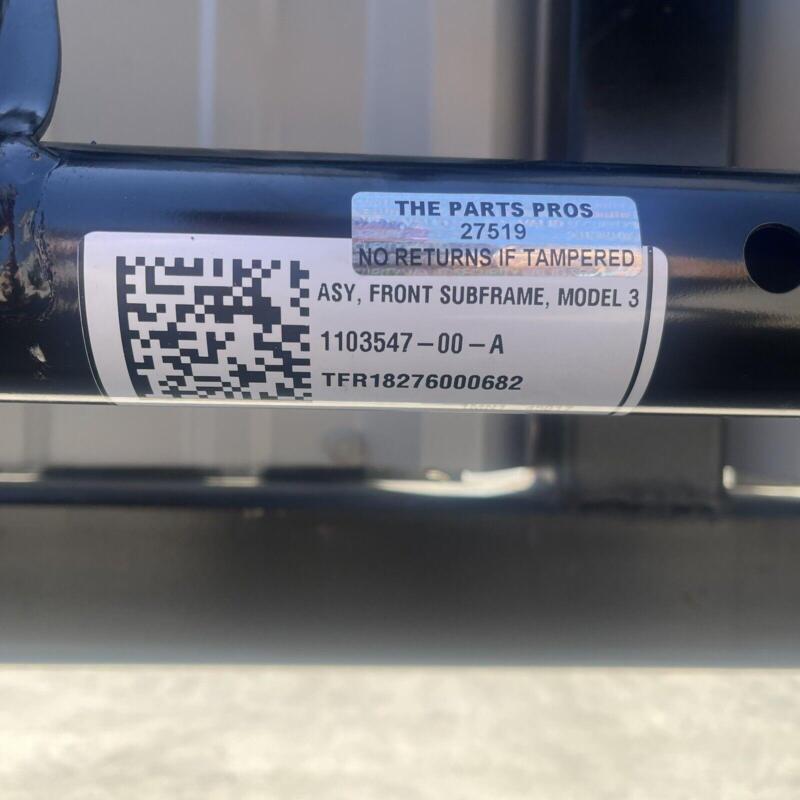 THE PARTS PROS
27519
NO RETURNS IF TAMPERED
ASY, FRONT SUBFRAME, MODEL 3
1103547-00-A
TFR18276000682